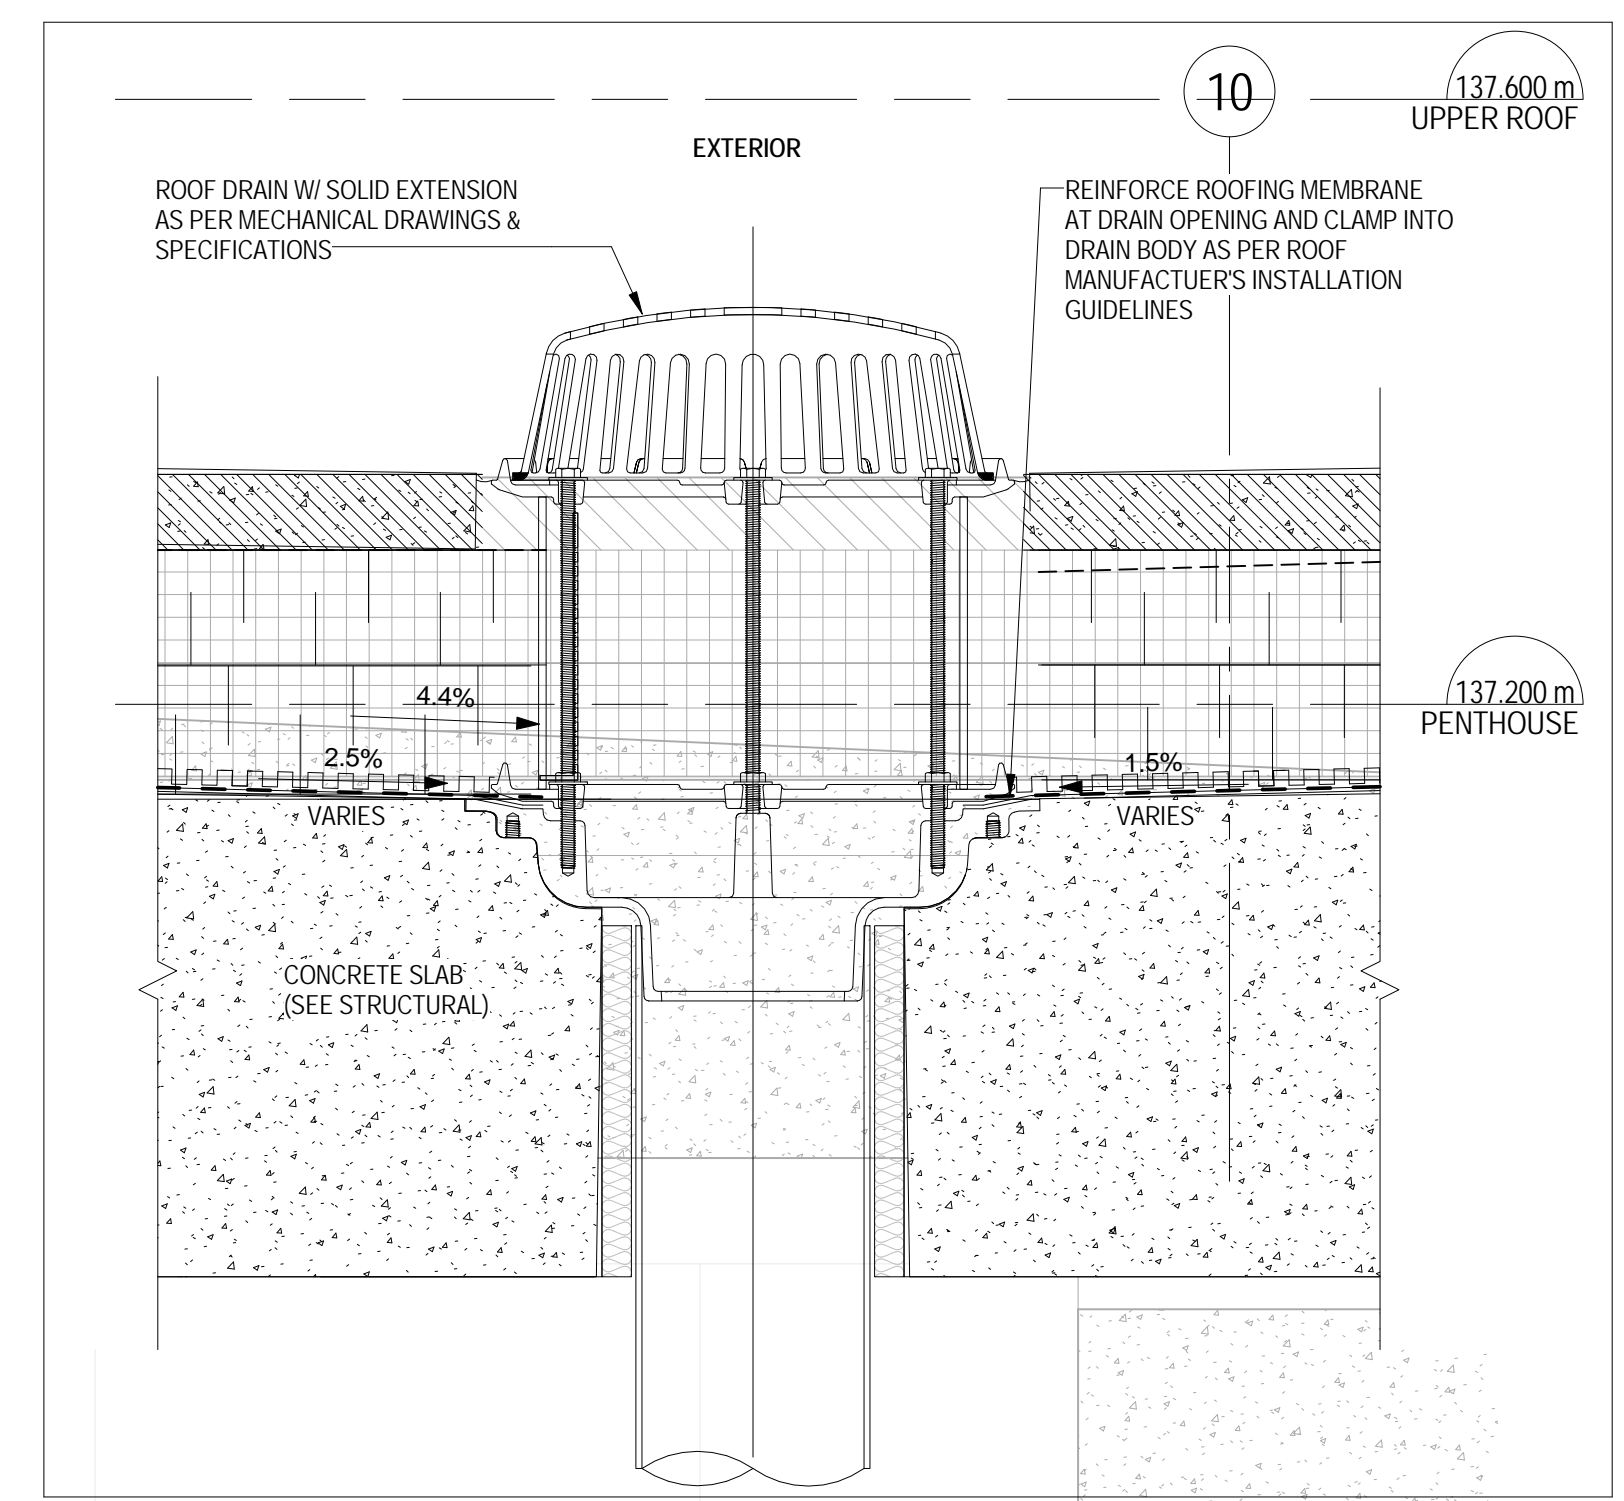 10
137.600 m
UPPER ROOF
EXTERIOR
ROOF DRAIN W/ SOLID EXTENSION
AS PER MECHANICAL DRAWINGS &
SPECIFICATIONS
REINFORCE ROOFING MEMBRANE
AT DRAIN OPENING AND CLAMP INTO
DRAIN BODY AS PER ROOF
MANUFACTUER'S INSTALLATION
GUIDELINES
4.4%
137.200 m
PENTHOUSE
2.5%
1.5%
VARIES
VARIES
CONCRETE SLAB
(SEE STRUCTURAL)